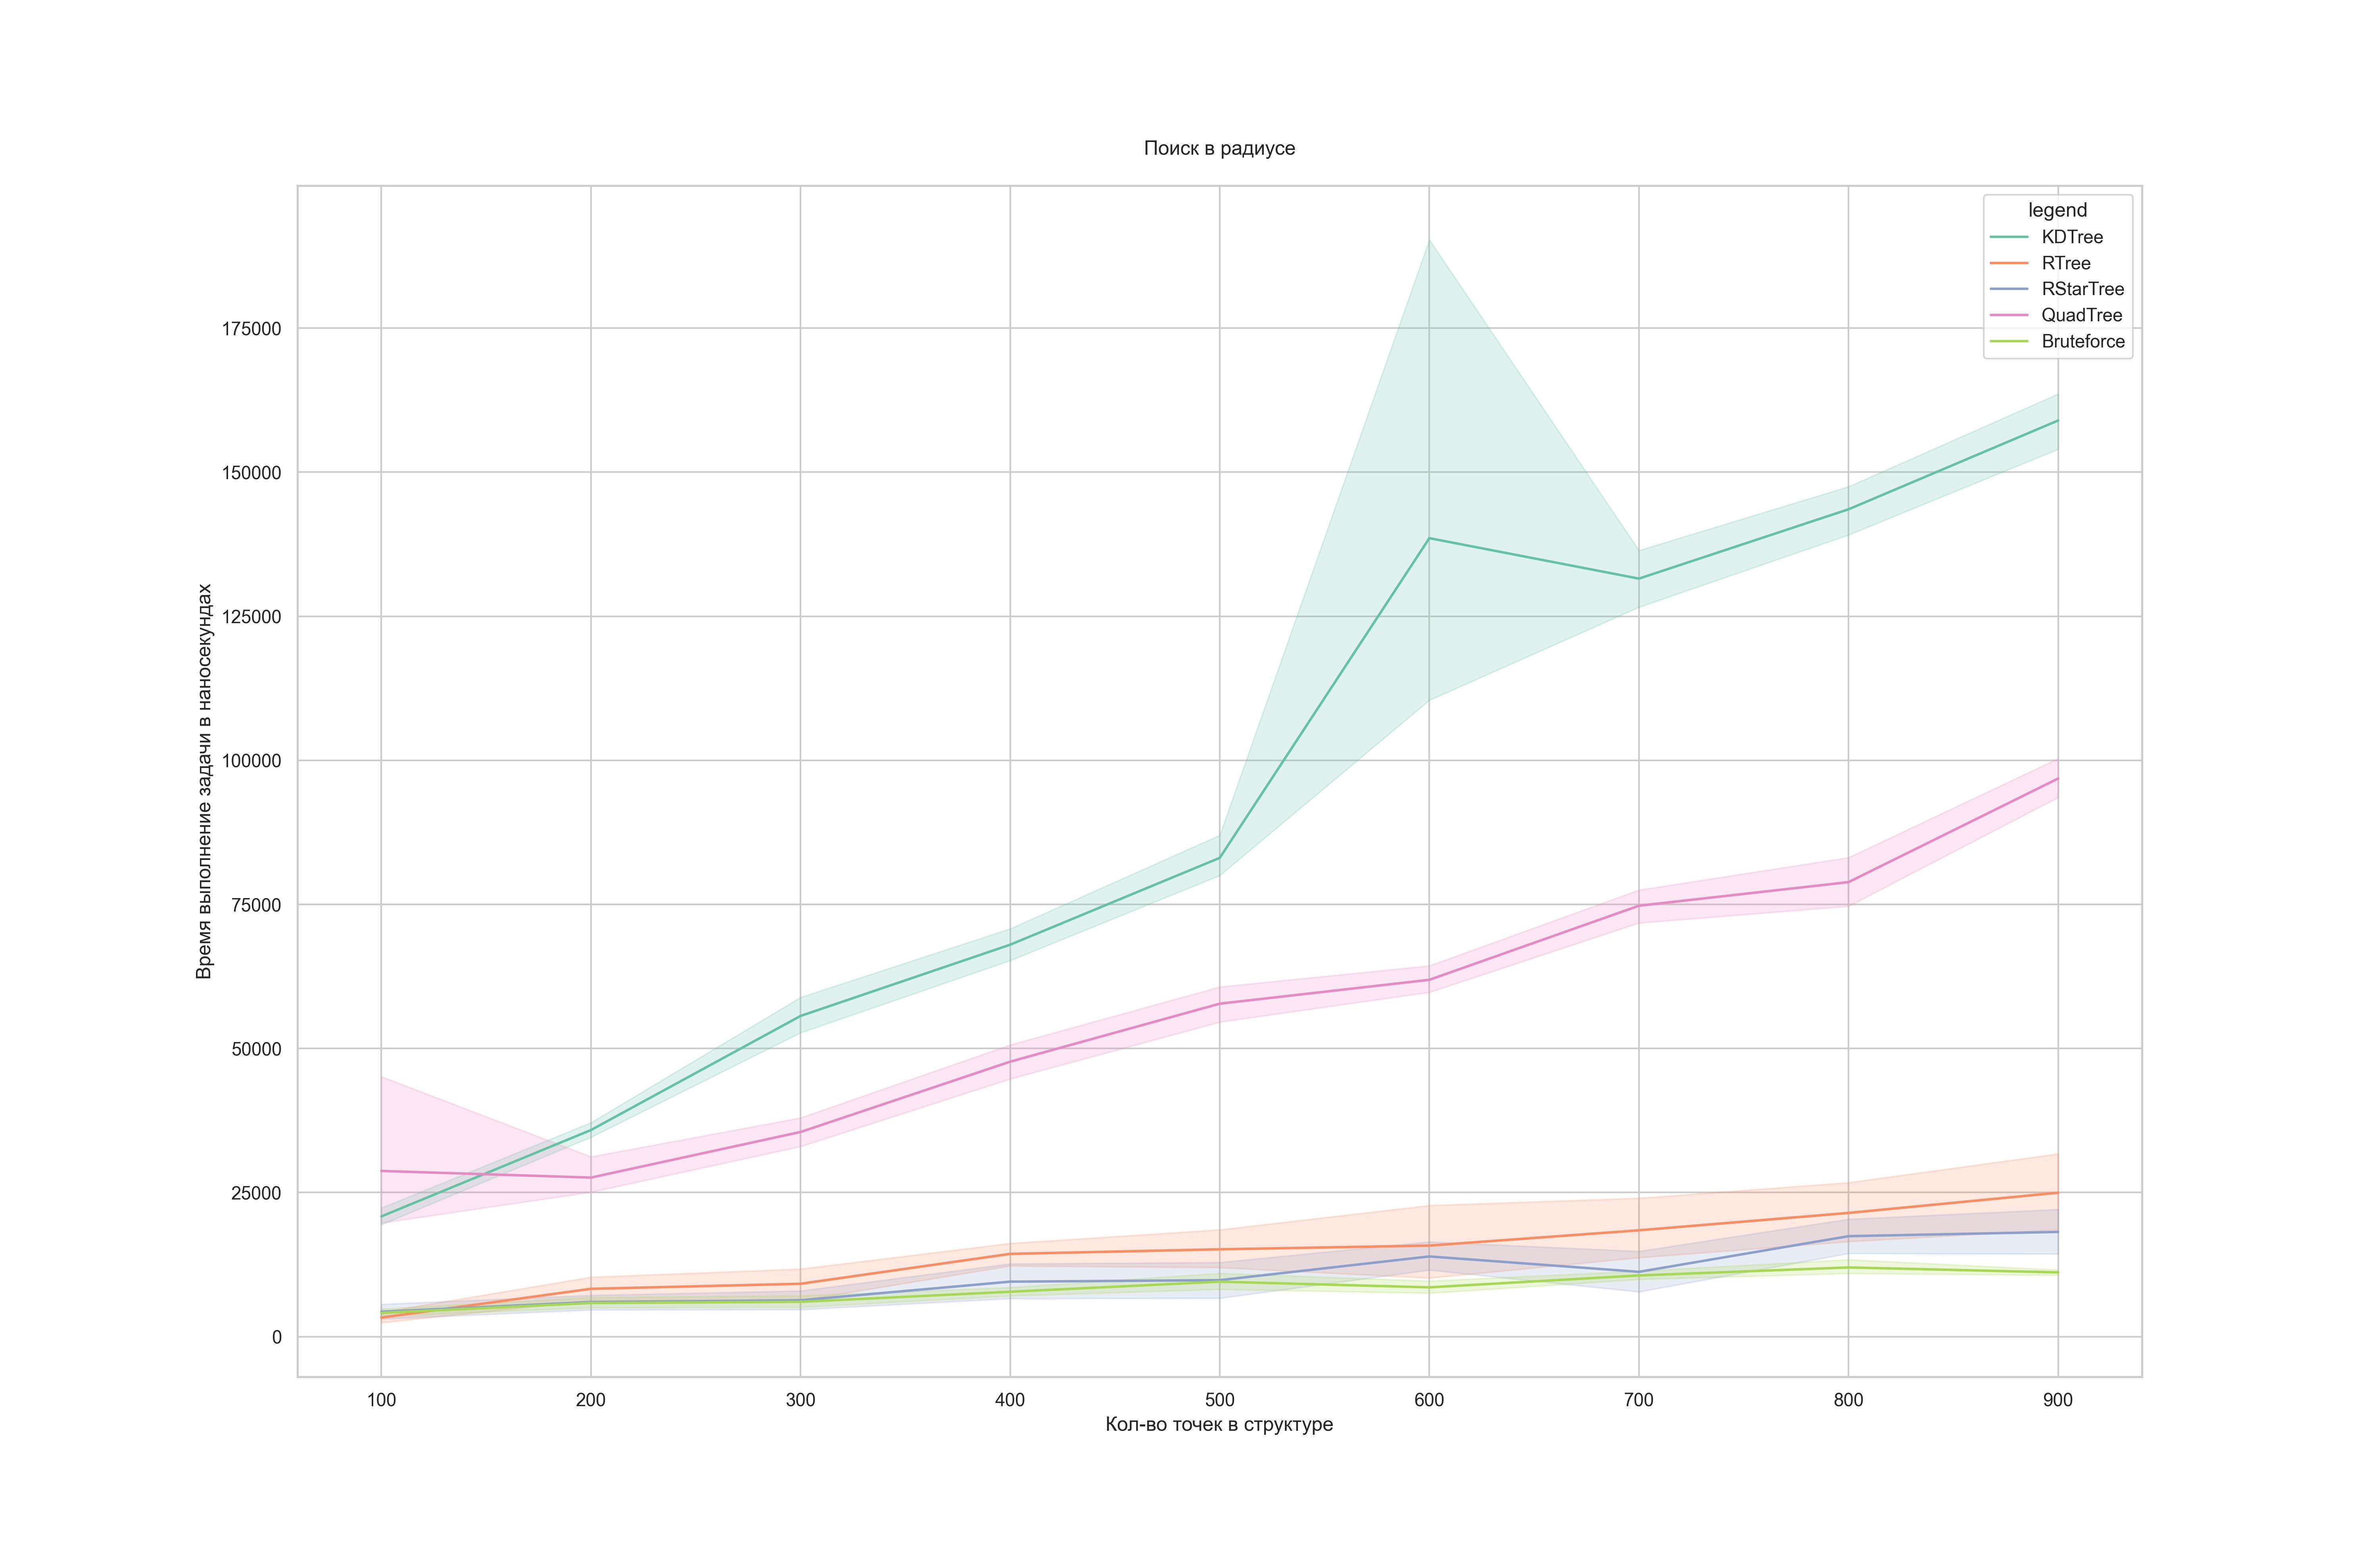 Поиск в радиусе
legend
KDTree
RTree
RStarTree
QuadTree
Bruteforce
Время выполнение задачи в наносекундах
175000
150000
125000
100000
75000
50000
25000
0
100 200 300 400 500 600 700 800 900
Кол-во точек в структуре